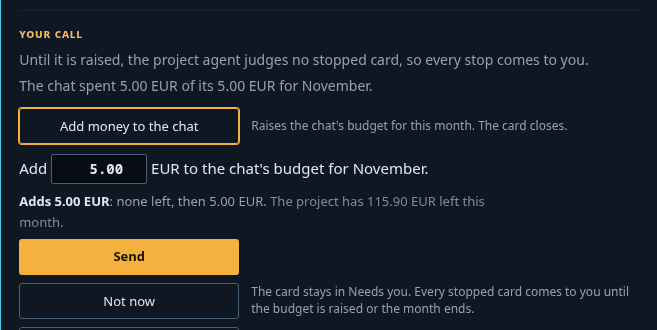 YOUR CALL
Until it is raised, the project agent judges no stopped card, so every stop comes to you.
The chat spent 5.00 EUR of its 5.00 EUR for November.
Add money to the chat
Raises the chat's budget for this month. The card closes.
Add 5.00 EUR to the chat's budget for November.
Adds 5.00 EUR: none left, then 5.00 EUR. The project has 115.90 EUR left this
month.
Send
Not now
The card stays in Needs you. Every stopped card comes to you until
the budget is raised or the month ends.